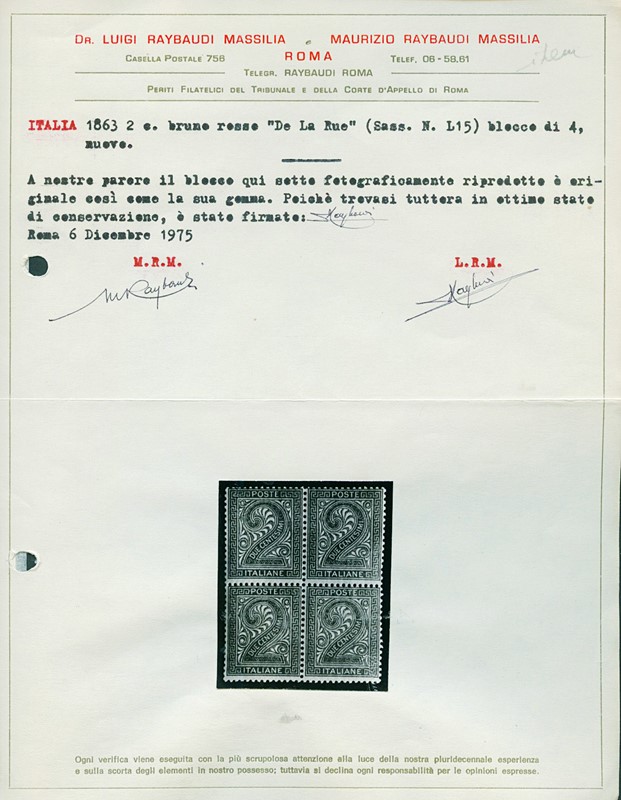 DR. LUIGI RAYBAUDI MASSILIA e MAURIZIO RAYBAUDI MASSILIA
ROMA
CASELLA POSTALE 756 TELEF. 06-58.61
TELEGR. RAYBAUDI ROMA
PERITI FILATELICI DEL TRIBUNALE E DELLA CORTE D'APPELLO DI ROMA
ITALIA 1863 2 c. bruno rosso "De La Rue" (Sass. N. L15) blocco di 4,
nuovo.
A nostro parere il blocco qui sotto fotograficamente riprodotto è ori-
ginale così come la sua gomma. Poichè trovasi tuttora in ottimo stato
di conservazione, è stato firmato:
Roma 6 Dicembre 1975
M.R.M. L.R.M.
POSTE POSTE
DUE CENTESIMI DUE CENTESIMI
ITALIANE ITALIANE
POSTE POSTE
DUE CENTESIMI DUE CENTESIMI
ITALIANE ITALIANE
Ogni verifica viene eseguita con la più scrupolosa attenzione alla luce della nostra pluridecennale esperienza
e sulla scorta degli elementi in nostro possesso; tuttavia si declina ogni responsabilità per le opinioni espresse.